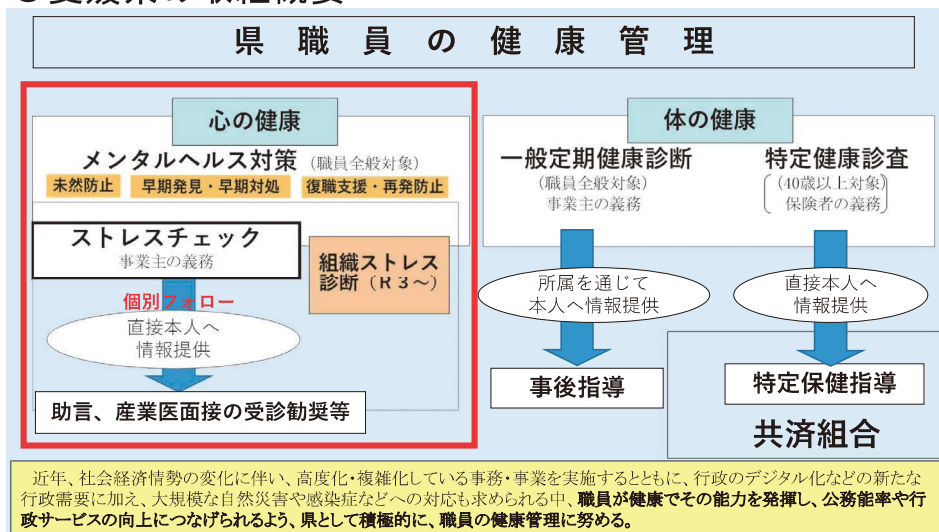 県職員の健康管理
心の健康
メンタルヘルス対策（職員全般対象）
未然防止 早期発見・早期対処 復職支援・再発防止
ストレスチェック
事業主の義務
組織ストレス
診断（Ｒ３～）
個別フォロー
直接本人へ
情報提供
助言、産業医面接の受診勧奨等
体の健康
一般定期健康診断
（職員全般対象）
事業主の義務
所属を通じて
本人へ情報提供
事後指導
特定健康診査
（40歳以上対象）
保険者の義務
直接本人へ
情報提供
特定保健指導
共済組合
近年、社会経済情勢の変化に伴い、高度化・複雑化している事務・事業を実施するとともに、行政のデジタル化などの新たな
行政需要に加え、大規模な自然災害や感染症などへの対応も求められる中、職員が健康でその能力を発揮し、公務能率や行
政サービスの向上につなげられるよう、県として積極的に、職員の健康管理に努める。